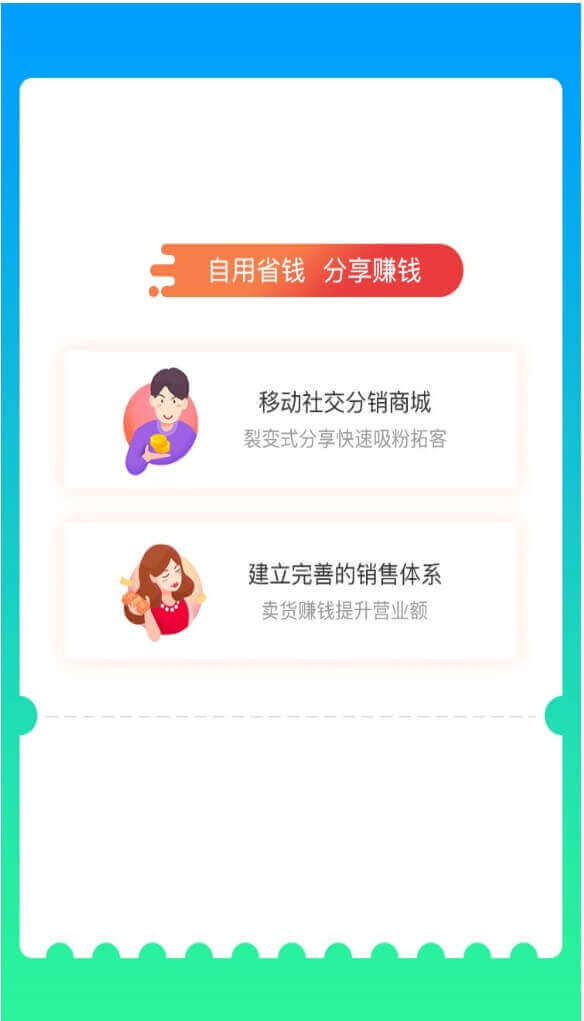 自用省钱 分享赚钱
移动社交分销商城
裂变式分享快速吸粉拓客
建立完善的销售体系
卖货赚钱提升营业额